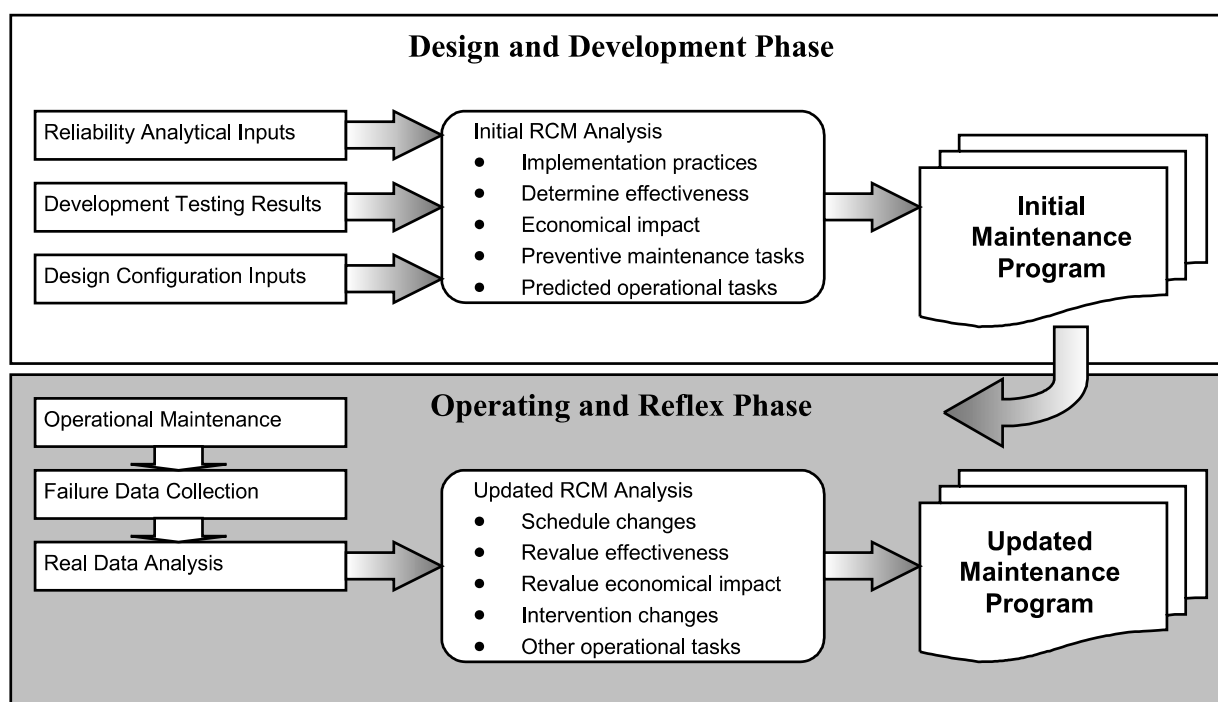 Design and Development Phase
Reliability Analytical Inputs
Development Testing Results
Design Configuration Inputs
Initial RCM Analysis
● Implementation practices
● Determine effectiveness
● Economical impact
● Preventive maintenance tasks
● Predicted operational tasks
Initial
Maintenance
Program
Operating and Reflex Phase
Operational Maintenance
Failure Data Collection
Real Data Analysis
Updated RCM Analysis
● Schedule changes
● Revalue effectiveness
● Revalue economical impact
● Intervention changes
● Other operational tasks
Updated
Maintenance
Program